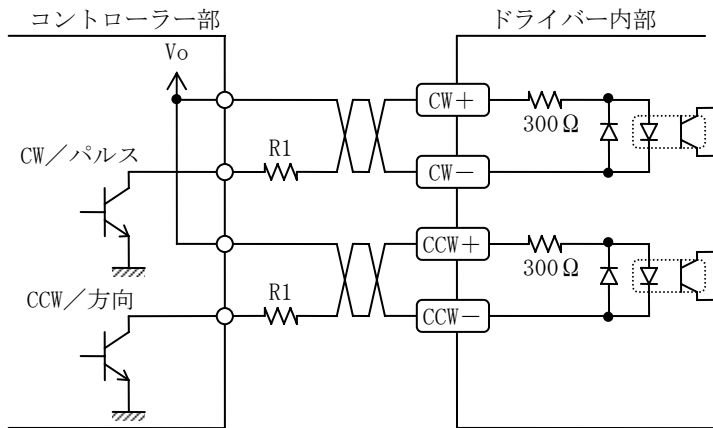 コントローラー部
ドライバー内部
Vo
CW＋
300Ω
CW／パルス
R1
CW－
CCW＋
300Ω
CCW／方向
R1
CCW－